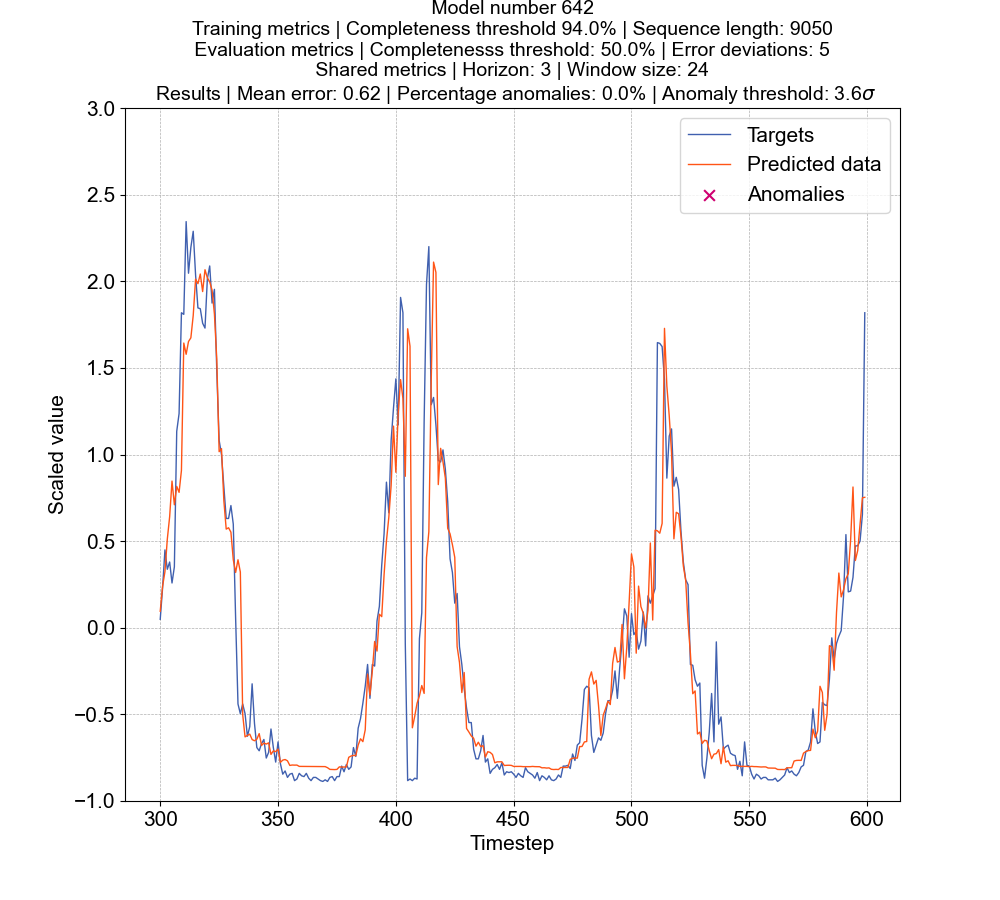 Model number 642
Training metrics | Completeness threshold 94.0% | Sequence length: 9050
Evaluation metrics | Completenesss threshold: 50.0% | Error deviations: 5
Shared metrics | Horizon: 3 | Window size: 24
Results | Mean error: 0.62 | Percentage anomalies: 0.0% | Anomaly threshold: 3.6σ
Targets
Predicted data
Anomalies
3.0
2.5
2.0
1.5
1.0
0.5
0.0
−0.5
−1.0
Scaled value
300
350
400
450
500
550
600
Timestep